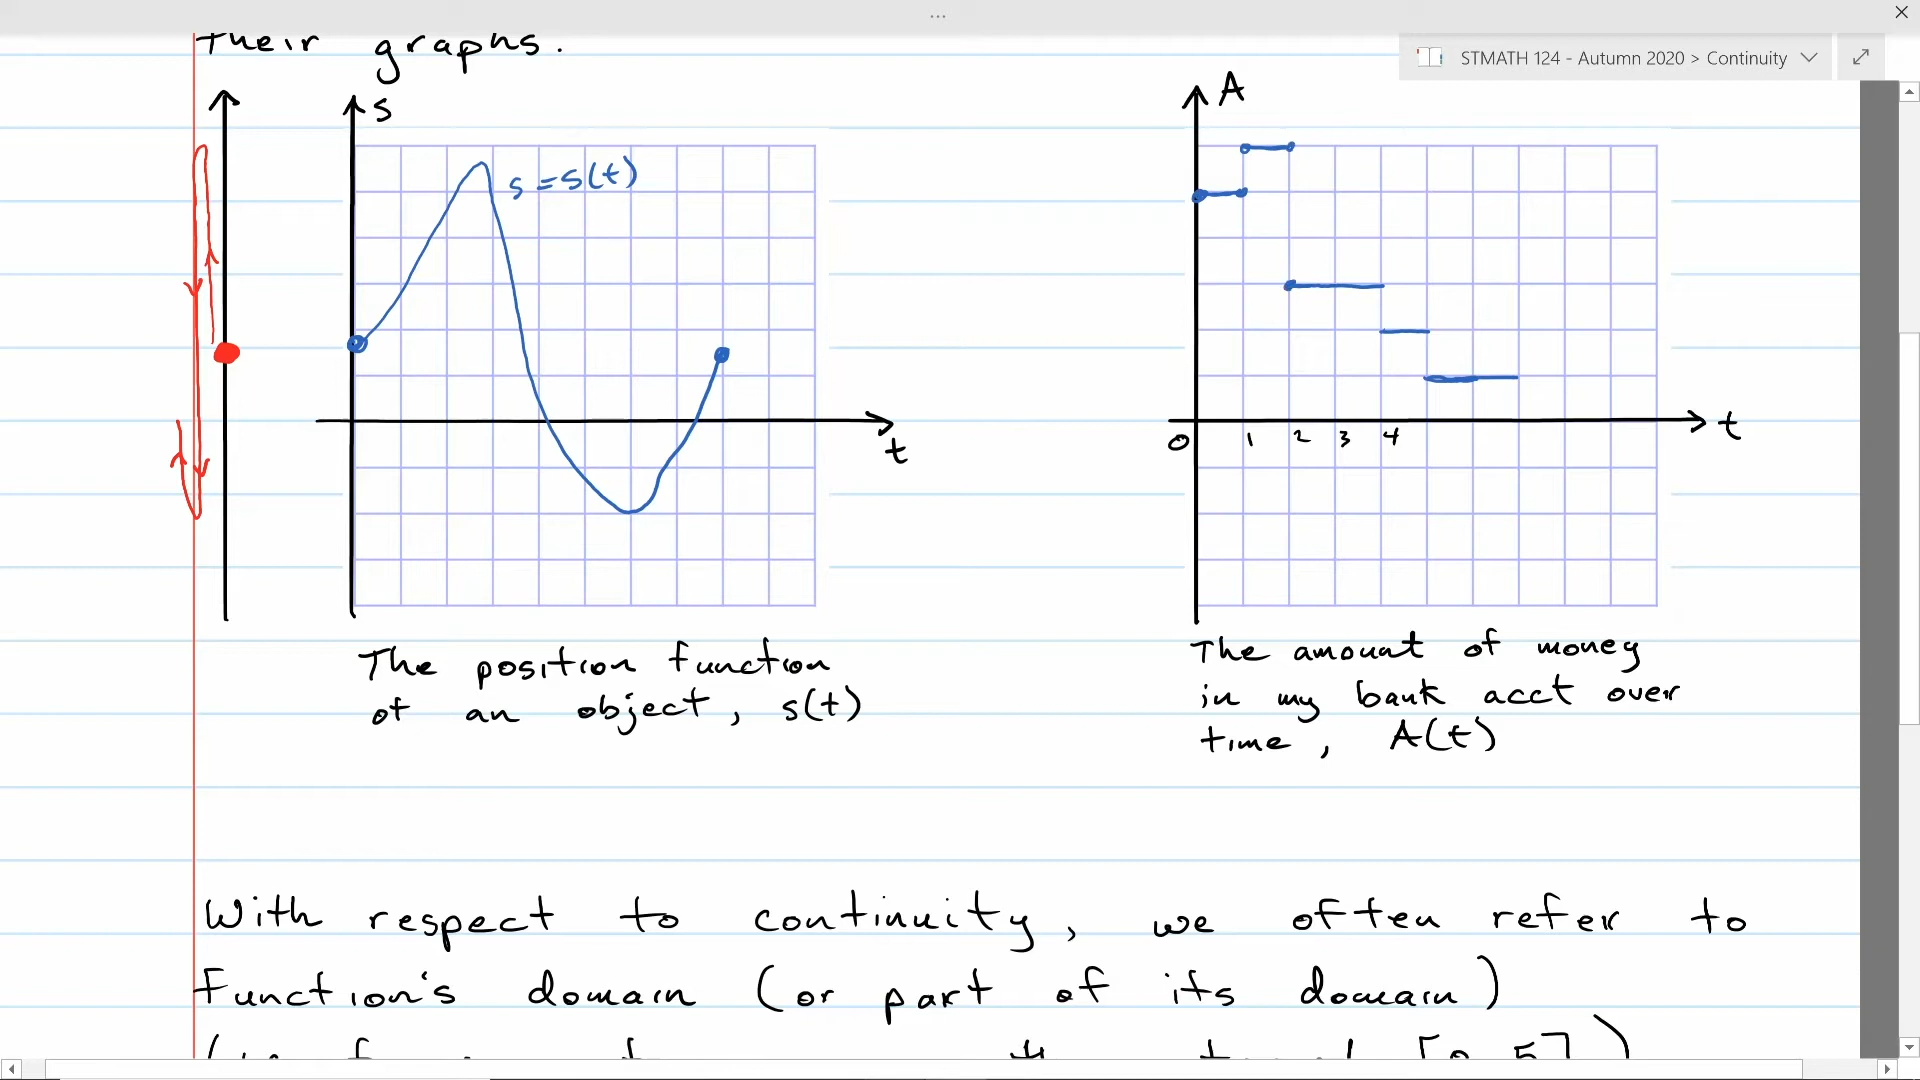 their graphs.
STMATH 124 - Autumn 2020 > Continuity
s
s = s(t)
t
A
0 1 2 3 4
t
The position function
of an object, s(t)
The amount of money
in my bank acct over
time, A(t)
With respect to continuity, we often refer to
function's domain (or part of its domain)